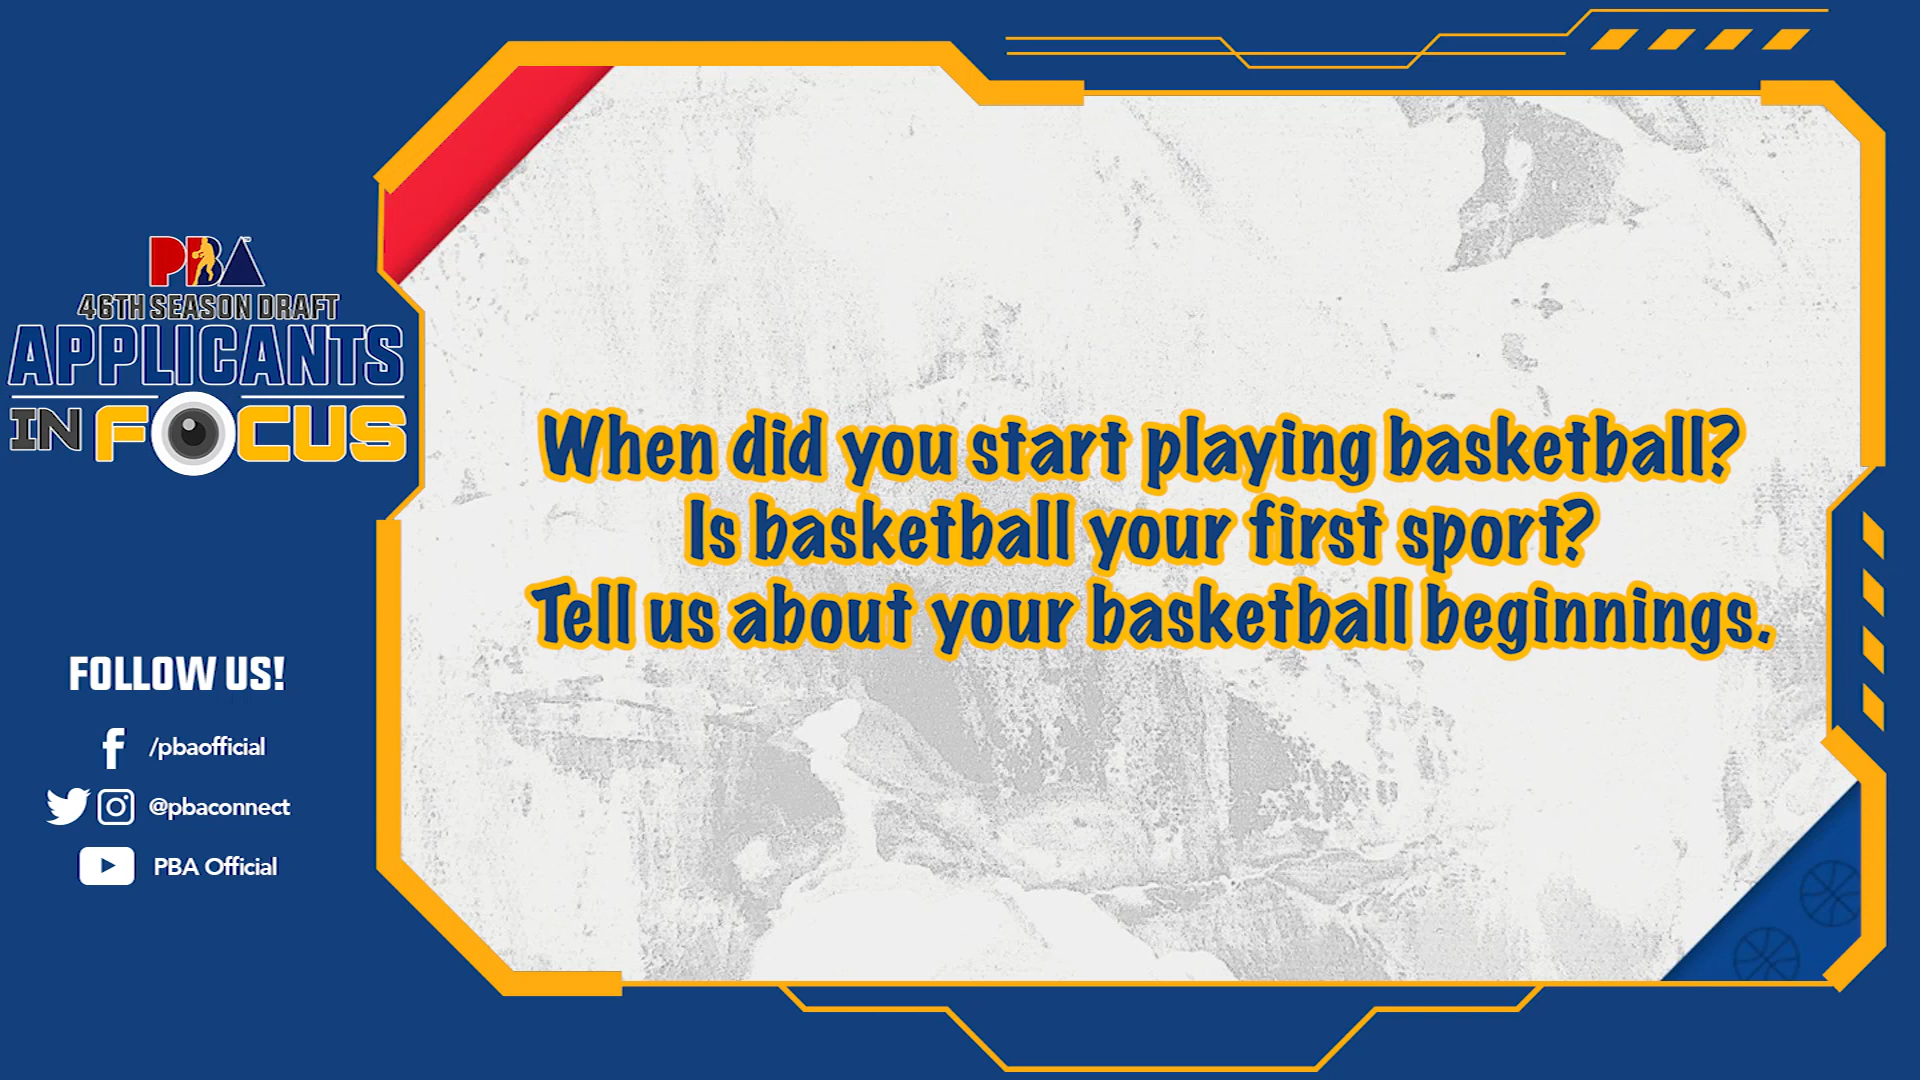 PBA
46TH SEASON DRAFT
APPLICANTS
IN FOCUS
When did you start playing basketball?
Is basketball your first sport?
Tell us about your basketball beginnings.
FOLLOW US!
/pbaofficial
@pbaconnect
PBA Official